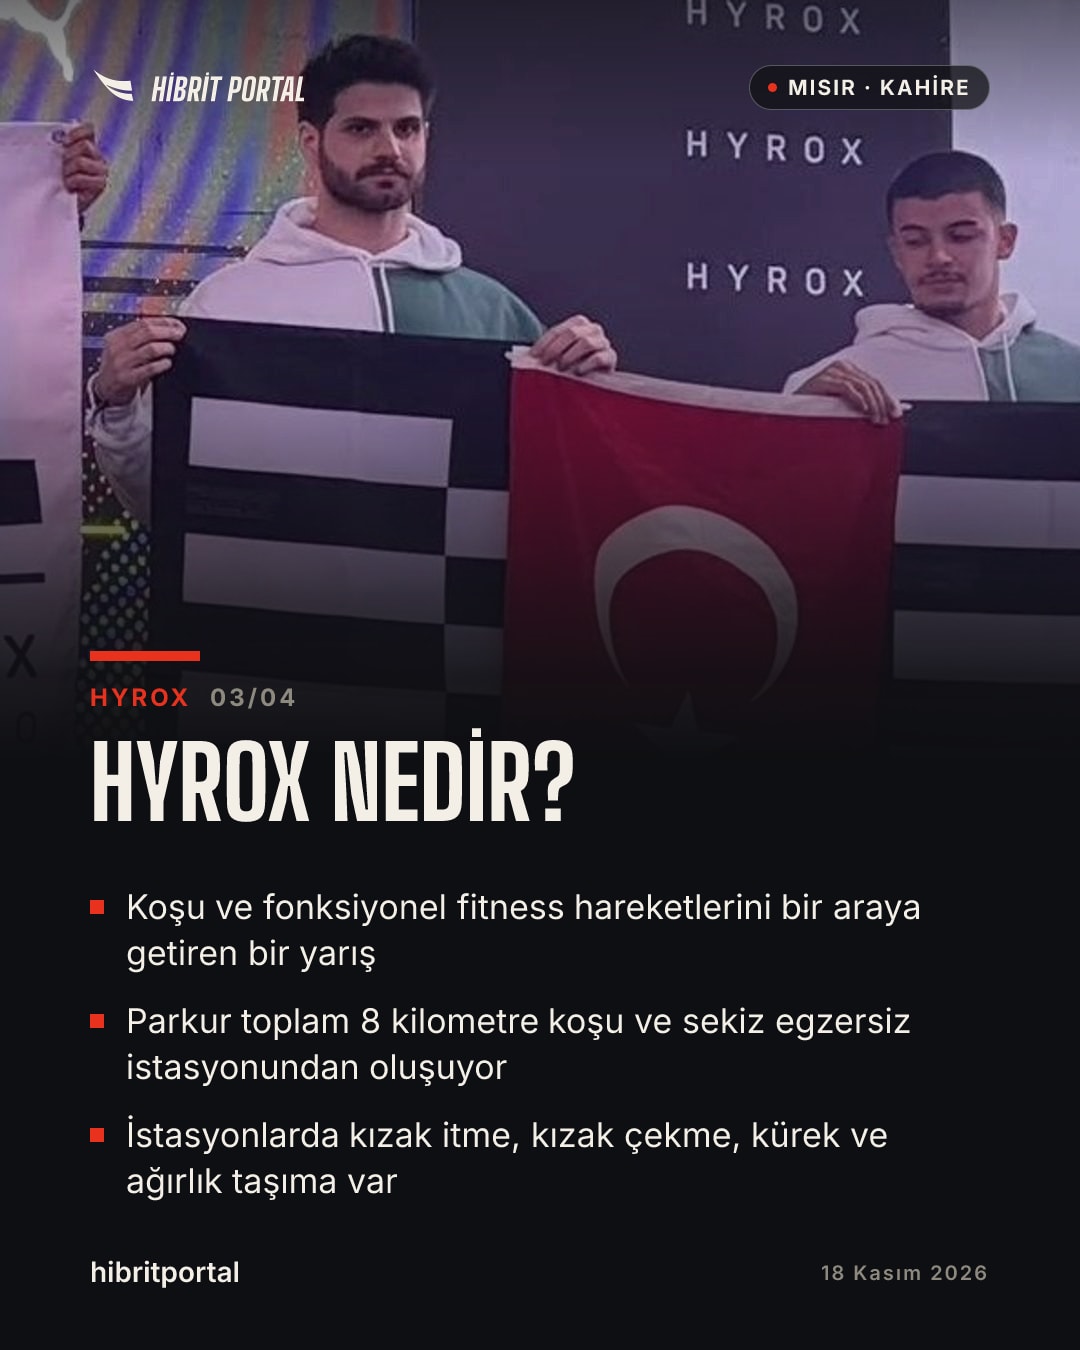 HYROX
HİBRİT PORTAL
MISIR · KAHİRE
HYROX
HYROX
X
0
HYROX 03/04
HYROX NEDİR?
Koşu ve fonksiyonel fitness hareketlerini bir araya
getiren bir yarış
Parkur toplam 8 kilometre koşu ve sekiz egzersiz
istasyonundan oluşuyor
İstasyonlarda kızak itme, kızak çekme, kürek ve
ağırlık taşıma var
hibritportal
18 Kasım 2026